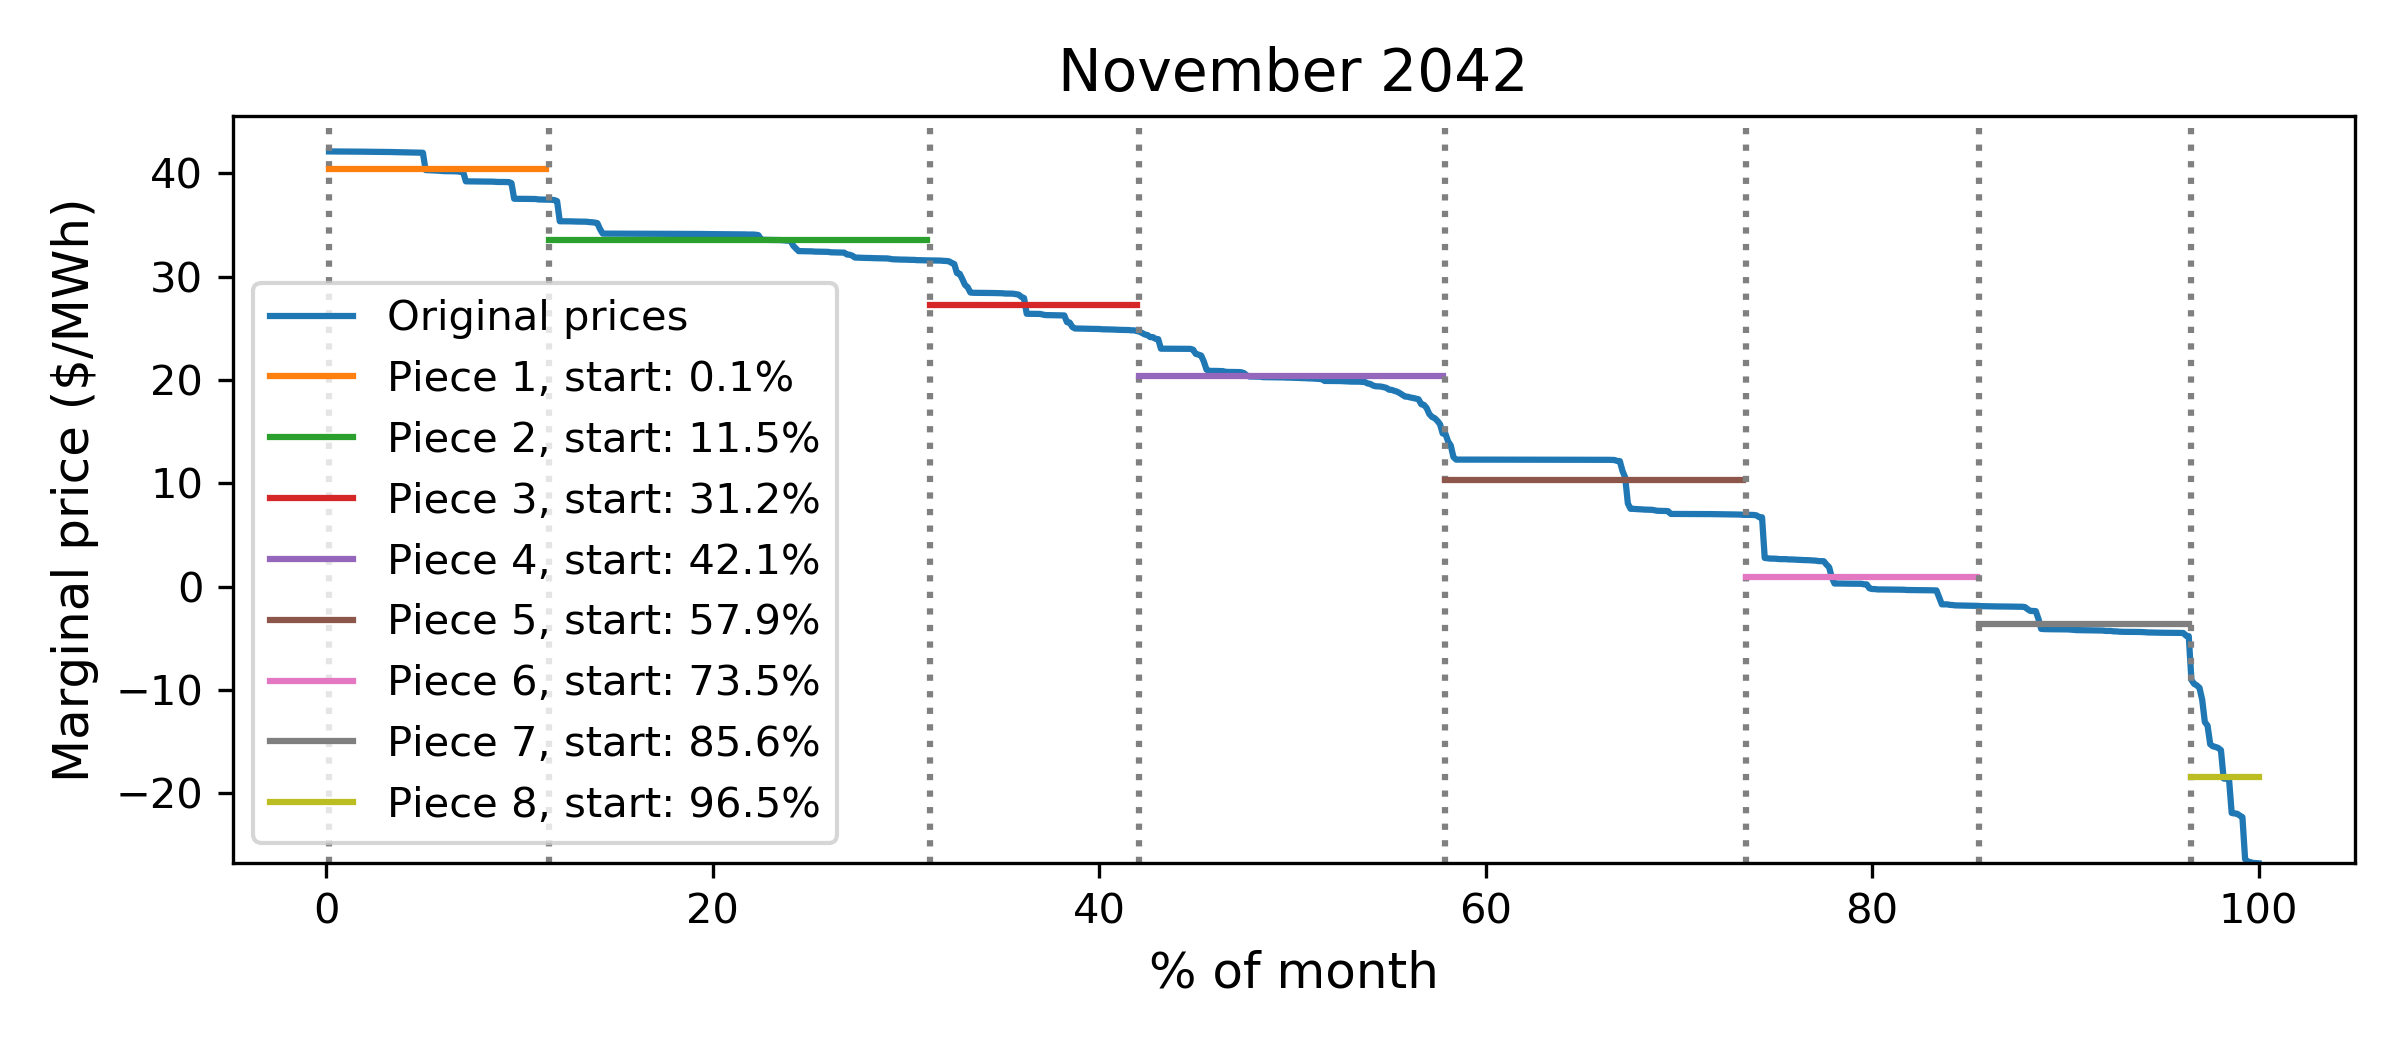 November 2042
Marginal price ($/MWh)
40
30
20
10
0
−10
−20
Original prices
Piece 1, start: 0.1%
Piece 2, start: 11.5%
Piece 3, start: 31.2%
Piece 4, start: 42.1%
Piece 5, start: 57.9%
Piece 6, start: 73.5%
Piece 7, start: 85.6%
Piece 8, start: 96.5%
0 20 40 60 80 100
% of month